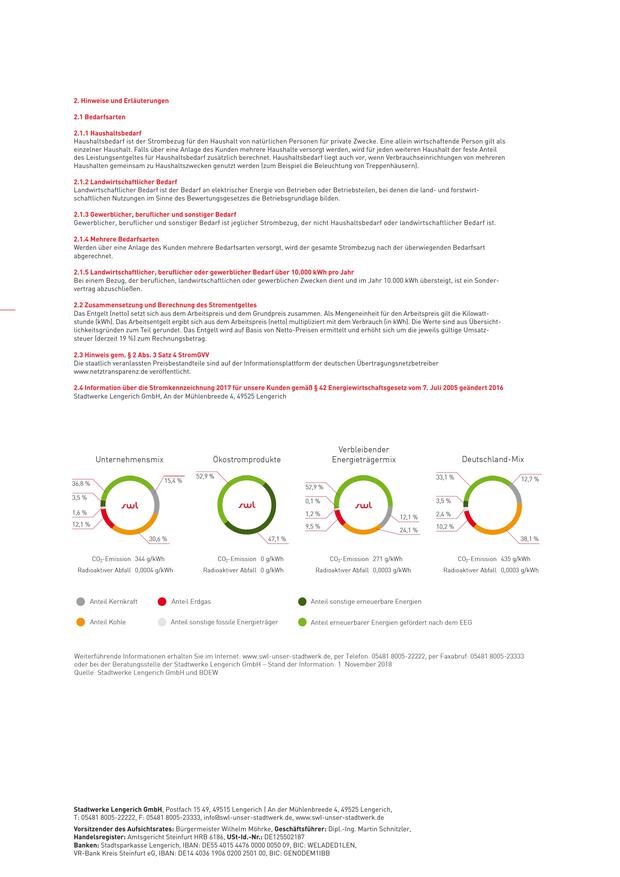 2. Hinweise und Erläuterungen
2.1 Bedarfsarten
2.1.1 Haushaltsbedarf
Haushaltsbedarf ist der Strombezug für den Haushalt von natürlichen Personen für private Zwecke. Eine allein wirtschaftende Person gilt als
einzelner Haushalt. Falls über eine Anlage des Kunden mehrere Haushalte versorgt werden, wird für jeden weiteren Haushalt der feste Anteil
des Leistungsentgeltes für Haushaltsbedarf zusätzlich berechnet. Haushaltsbedarf liegt auch vor, wenn Verbrauchseinrichtungen von mehreren
Haushalten gemeinsam zu Haushaltszwecken genutzt werden (zum Beispiel die Beleuchtung von Treppenhäusern).
2.1.2 Landwirtschaftlicher Bedarf
Landwirtschaftlicher Bedarf ist der Bedarf an elektrischer Energie von Betrieben oder Betriebsteilen, bei denen die land- und forstwirt-
schaftlichen Nutzungen im Sinne des Bewertungsgesetzes die Betriebsgrundlage bilden.
2.1.3 Gewerblicher, beruflicher und sonstiger Bedarf
Gewerblicher, beruflicher und sonstiger Bedarf ist jeglicher Strombezug, der nicht Haushaltsbedarf oder landwirtschaftlicher Bedarf ist.
2.1.4 Mehrere Bedarfsarten
Werden über eine Anlage des Kunden mehrere Bedarfsarten versorgt, wird der gesamte Strombezug nach der überwiegenden Bedarfsart
abgerechnet.
2.1.5 Landwirtschaftlicher, beruflicher oder gewerblicher Bedarf über 10.000 kWh pro Jahr
Bei einem Bezug, der beruflichen, landwirtschaftlichen oder gewerblichen Zwecken dient und im Jahr 10.000 kWh übersteigt, ist ein Sonder-
vertrag abzuschließen.
2.2 Zusammensetzung und Berechnung des Stromentgeltes
Das Entgelt (netto) setzt sich aus dem Arbeitspreis und dem Grundpreis zusammen. Als Mengeneinheit für den Arbeitspreis gilt die Kilowatt-
stunde (kWh). Das Arbeitsentgelt ergibt sich aus dem Arbeitspreis (netto) multipliziert mit dem Verbrauch (in kWh). Die Werte sind aus Übersicht-
lichkeitsgründen zum Teil gerundet. Das Entgelt wird auf Basis von Netto-Preisen ermittelt und erhöht sich um die jeweils gültige Umsatz-
steuer (derzeit 19 %) zum Rechnungsbetrag.
2.3 Hinweis gem. § 2 Abs. 3 Satz 4 StromGVV
Die staatlich veranlassten Preisbestandteile sind auf der Informationsplattform der deutschen Übertragungsnetzbetreiber
www.netztransparenz.de veröffentlicht.
2.4 Information über die Stromkennzeichnung 2017 für unsere Kunden gemäß § 42 Energiewirtschaftsgesetz vom 7. Juli 2005 geändert 2016
Stadtwerke Lengerich GmbH, An der Mühlenbreede 4, 49525 Lengerich
Unternehmensmix
36,8 %
15,4 %
3,5 %
1,6 %
12,1 %
30,6 %
swl
CO₂-Emission 344 g/kWh
Radioaktiver Abfall 0,0004 g/kWh
Ökostromprodukte
52,9 %
47,1 %
swl
CO₂-Emission 0 g/kWh
Radioaktiver Abfall 0 g/kWh
Verbleibender
Energieträgermix
52,9 %
0,1 %
1,2 %
9,5 %
12,1 %
24,1 %
swl
CO₂-Emission 271 g/kWh
Radioaktiver Abfall 0,0003 g/kWh
Deutschland-Mix
33,1 %
12,7 %
3,5 %
2,4 %
10,2 %
38,1 %
CO₂-Emission 435 g/kWh
Radioaktiver Abfall 0,0003 g/kWh
Anteil Kernkraft
Anteil Erdgas
Anteil sonstige erneuerbare Energien
Anteil Kohle
Anteil sonstige fossile Energieträger
Anteil erneuerbarer Energien gefördert nach dem EEG
Weiterführende Informationen erhalten Sie im Internet: www.swl-unser-stadtwerk.de, per Telefon: 05481 8005-22222, per Faxabruf: 05481 8005-23333
oder bei der Beratungsstelle der Stadtwerke Lengerich GmbH – Stand der Information: 1. November 2018
Quelle: Stadtwerke Lengerich GmbH und BDEW
Stadtwerke Lengerich GmbH, Postfach 15 49, 49515 Lengerich | An der Mühlenbreede 4, 49525 Lengerich,
T: 05481 8005-22222, F: 05481 8005-23333, info@swl-unser-stadtwerk.de, www.swl-unser-stadtwerk.de
Vorsitzender des Aufsichtsrates: Bürgermeister Wilhelm Möhrke, Geschäftsführer: Dipl.-Ing. Martin Schnitzler,
Handelsregister: Amtsgericht Steinfurt HRB 6186, USt-Id.-Nr.: DE125502187
Banken: Stadtsparkasse Lengerich, IBAN: DE55 4015 4476 0000 0050 09, BIC: WELADED1LEN,
VR-Bank Kreis Steinfurt eG, IBAN: DE14 4036 1906 0200 2501 00, BIC: GENODEM1IBB